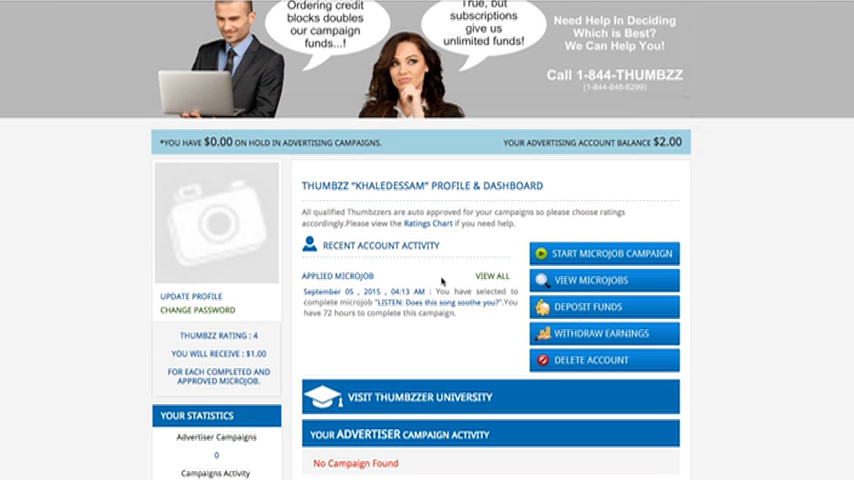 Ordering credit
blocks doubles
our campaign
funds...!
True, but
subscriptions
give us
unlimited funds!
Need Help In Deciding
Which is Best?
We Can Help You!
Call 1-844-THUMBZZ
(1-844-848-6299)
*YOU HAVE $0.00 ON HOLD IN ADVERTISING CAMPAIGNS.
YOUR ADVERTISING ACCOUNT BALANCE $2.00
UPDATE PROFILE
CHANGE PASSWORD
THUMBZZ RATING : 4
YOU WILL RECEIVE : $1.00
FOR EACH COMPLETED AND
APPROVED MICROJOB.
YOUR STATISTICS
Advertiser Campaigns
0
Campaigns Activity
THUMBZZ "KHALEDESSAM" PROFILE & DASHBOARD
All qualified Thumbzzers are auto approved for your campaigns so please choose ratings
accordingly.Please view the Ratings Chart if you need help.
RECENT ACCOUNT ACTIVITY
APPLIED MICROJOB
VIEW ALL
September 05 , 2015 , 04:13 AM : You have selected to
complete microjob "LISTEN: Does this song soothe you?".You
have 72 hours to complete this campaign.
START MICROJOB CAMPAIGN
VIEW MICROJOBS
DEPOSIT FUNDS
WITHDRAW EARNINGS
DELETE ACCOUNT
VISIT THUMBZZER UNIVERSITY
YOUR ADVERTISER CAMPAIGN ACTIVITY
No Campaign Found